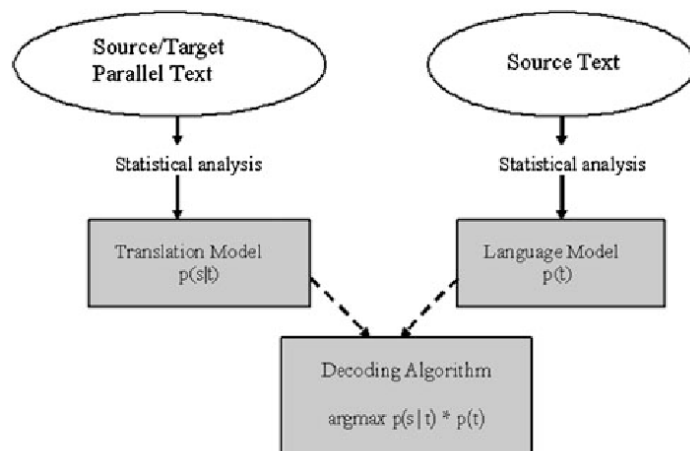 Source/Target
Parallel Text
Source Text
Statistical analysis
Statistical analysis
Translation Model
p(s|t)
Language Model
p(t)
Decoding Algorithm
argmax p(s|t) * p(t)